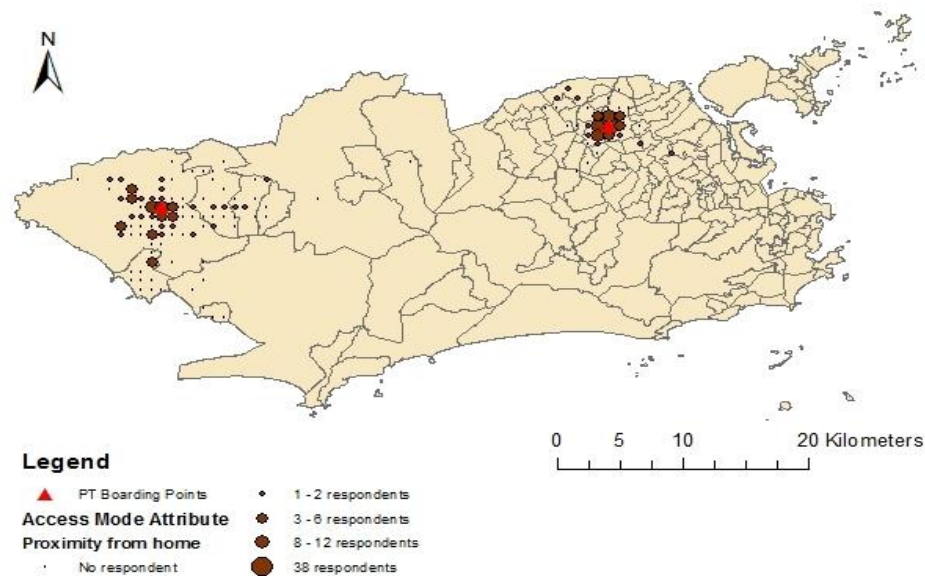 N
0 5 10 20 Kilometers
Legend
PT Boarding Points
Access Mode Attribute
Proximity from home
No respondent
1 - 2 respondents
3 - 6 respondents
8 - 12 respondents
38 respondents